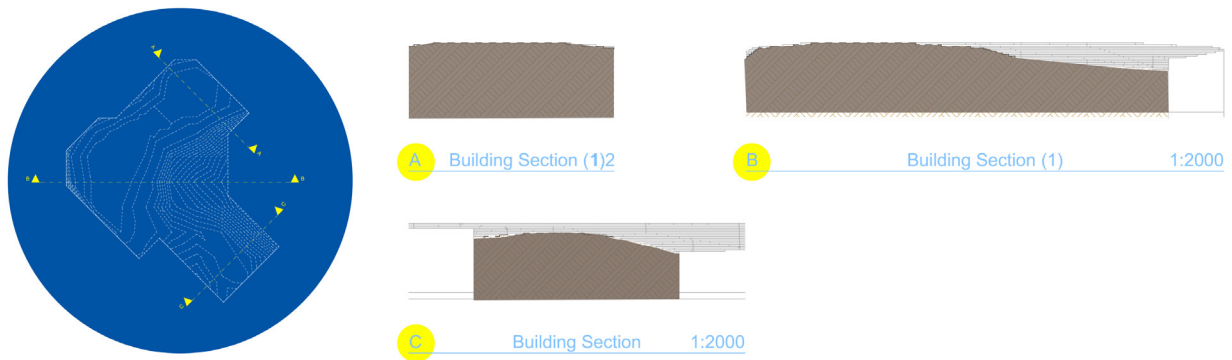 A
A
B
B
C
C
A Building Section (1)2
B Building Section (1) 1:2000
C Building Section 1:2000